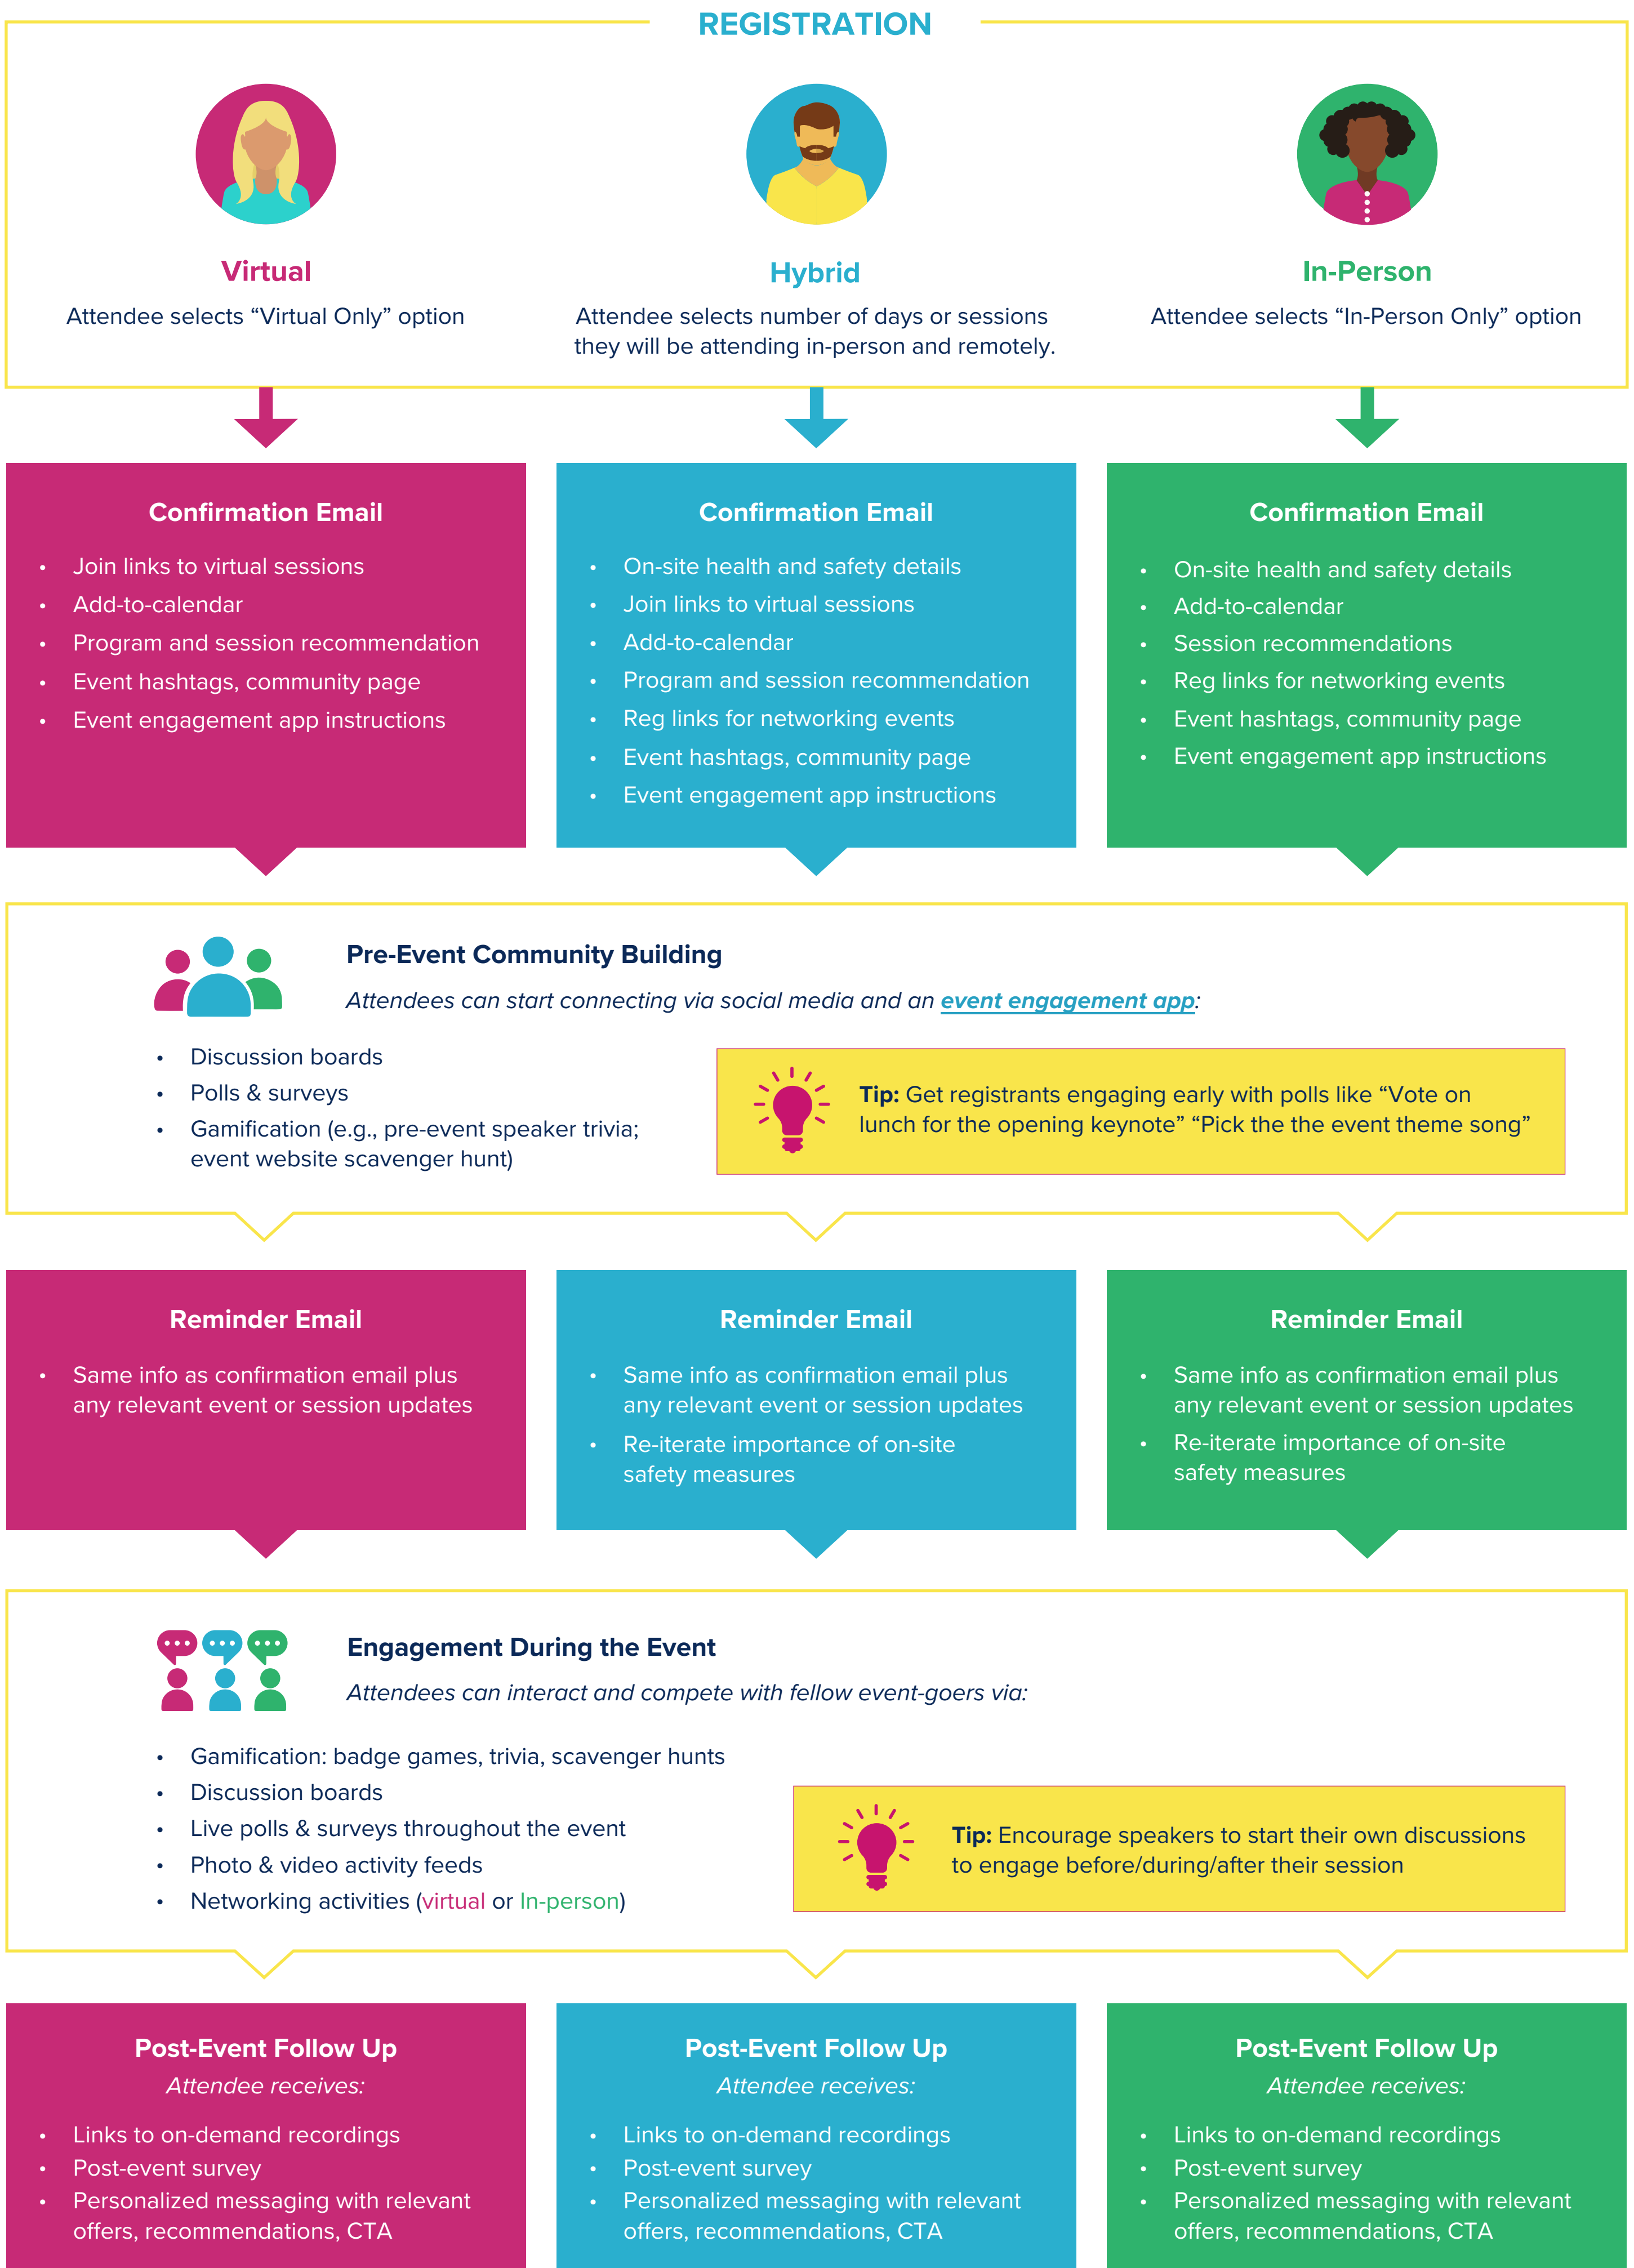 REGISTRATION
Virtual
Attendee selects “Virtual Only” option
Hybrid
Attendee selects number of days or sessions
they will be attending in-person and remotely.
In-Person
Attendee selects “In-Person Only” option
Confirmation Email
• Join links to virtual sessions
• Add-to-calendar
• Program and session recommendation
• Event hashtags, community page
• Event engagement app instructions
Confirmation Email
• On-site health and safety details
• Join links to virtual sessions
• Add-to-calendar
• Program and session recommendation
• Reg links for networking events
• Event hashtags, community page
• Event engagement app instructions
Confirmation Email
• On-site health and safety details
• Add-to-calendar
• Session recommendations
• Reg links for networking events
• Event hashtags, community page
• Event engagement app instructions
Pre-Event Community Building
Attendees can start connecting via social media and an event engagement app:
• Discussion boards
• Polls & surveys
• Gamification (e.g., pre-event speaker trivia;
event website scavenger hunt)
Tip: Get registrants engaging early with polls like “Vote on
lunch for the opening keynote” “Pick the the event theme song”
Reminder Email
• Same info as confirmation email plus
any relevant event or session updates
Reminder Email
• Same info as confirmation email plus
any relevant event or session updates
• Re-iterate importance of on-site
safety measures
Reminder Email
• Same info as confirmation email plus
any relevant event or session updates
• Re-iterate importance of on-site
safety measures
Engagement During the Event
Attendees can interact and compete with fellow event-goers via:
• Gamification: badge games, trivia, scavenger hunts
• Discussion boards
• Live polls & surveys throughout the event
• Photo & video activity feeds
• Networking activities (virtual or In-person)
Tip: Encourage speakers to start their own discussions
to engage before/during/after their session
Post-Event Follow Up
Attendee receives:
• Links to on-demand recordings
• Post-event survey
• Personalized messaging with relevant
offers, recommendations, CTA
Post-Event Follow Up
Attendee receives:
• Links to on-demand recordings
• Post-event survey
• Personalized messaging with relevant
offers, recommendations, CTA
Post-Event Follow Up
Attendee receives:
• Links to on-demand recordings
• Post-event survey
• Personalized messaging with relevant
offers, recommendations, CTA